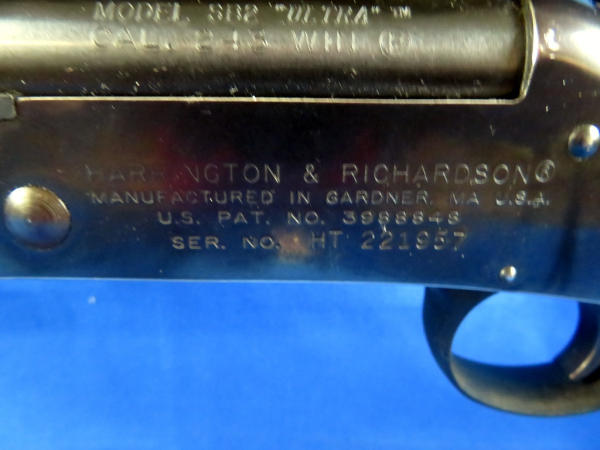 MODEL SB2 "ULTRA" ™
CAL. 243 WIN
HARRINGTON & RICHARDSON®
MANUFACTURED IN GARDNER, MA U.S.A.
U.S. PAT. NO. 3988848
SER. NO. HT 221957